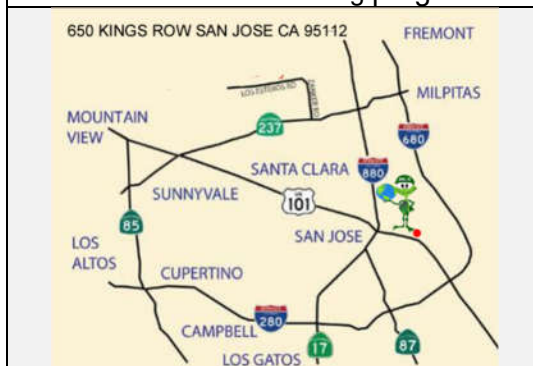 650 KINGS ROW SAN JOSE CA 95112
FREMONT
MILPITAS
MOUNTAIN
VIEW
237
680
SANTA CLARA
880
SUNNYVALE
101
SAN JOSE
85
LOS
ALTOS
CUPERTINO
280
CAMPBELL
17
87
LOS GATOS